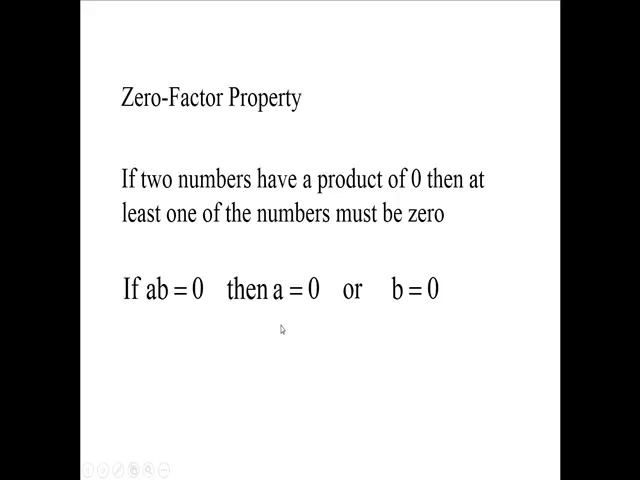 Zero-Factor Property
If two numbers have a product of 0 then at
least one of the numbers must be zero
If ab = 0 then a = 0 or b = 0